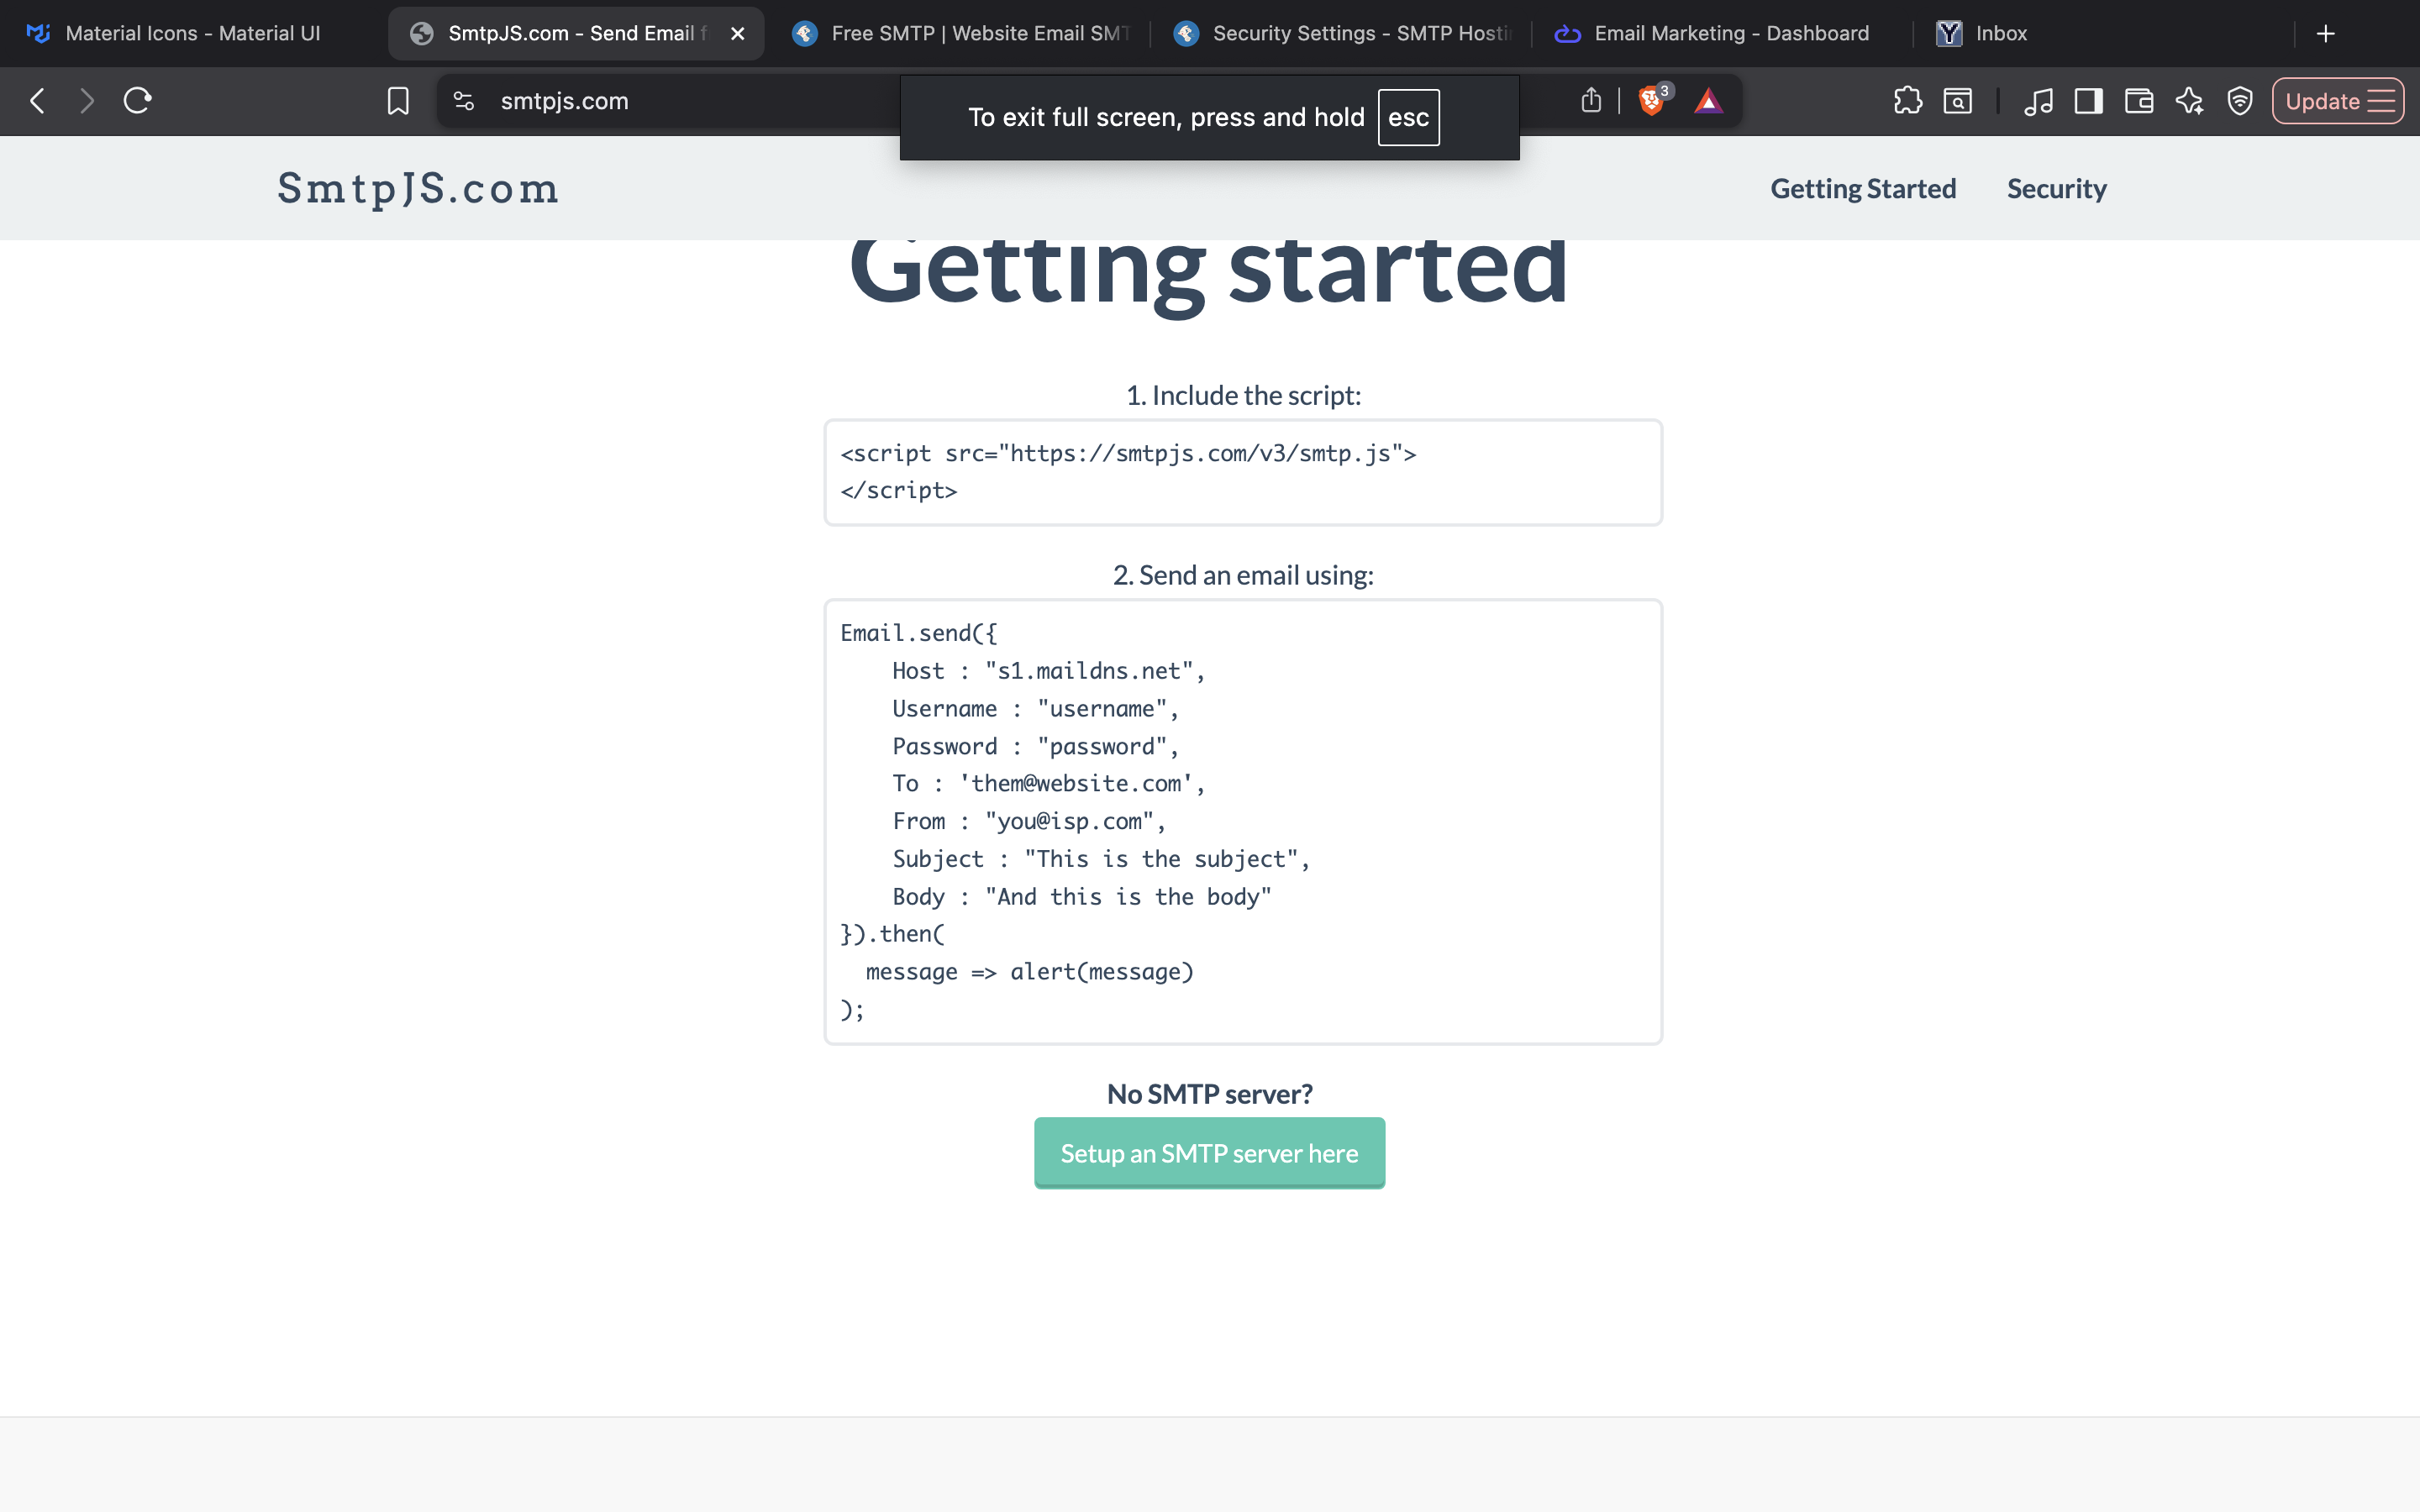 Material Icons - Material UI
SmtpJS.com - Send Email f
Free SMTP | Website Email SMT
Security Settings - SMTP Hosti
Email Marketing - Dashboard
Inbox
smtpjs.com
To exit full screen, press and hold esc
3
Update
SmtpJS.com
Getting Started
Security
Getting started
1. Include the script:
<script src="https://smtpjs.com/v3/smtp.js">
</script>
2. Send an email using:
Email.send({
    Host : "s1.maildns.net",
    Username : "username",
    Password : "password",
    To : 'them@website.com',
    From : "you@isp.com",
    Subject : "This is the subject",
    Body : "And this is the body"
}).then(
  message => alert(message)
);
No SMTP server?
Setup an SMTP server here